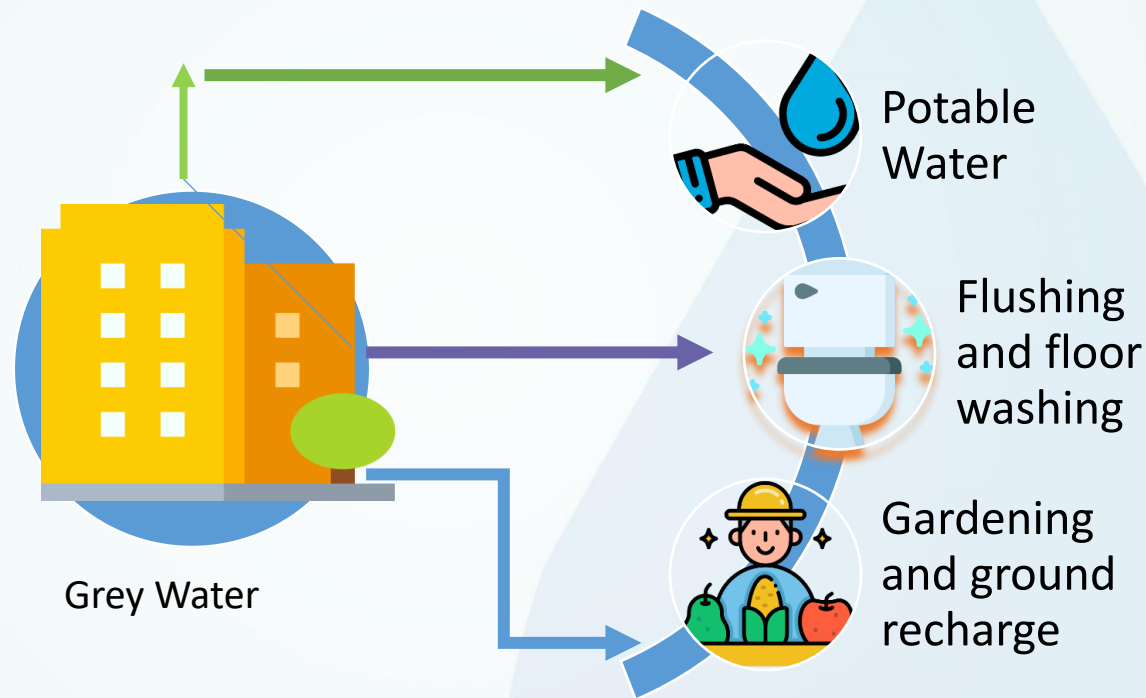 Potable
Water
Flushing
and floor
washing
Gardening
and ground
recharge
Grey Water